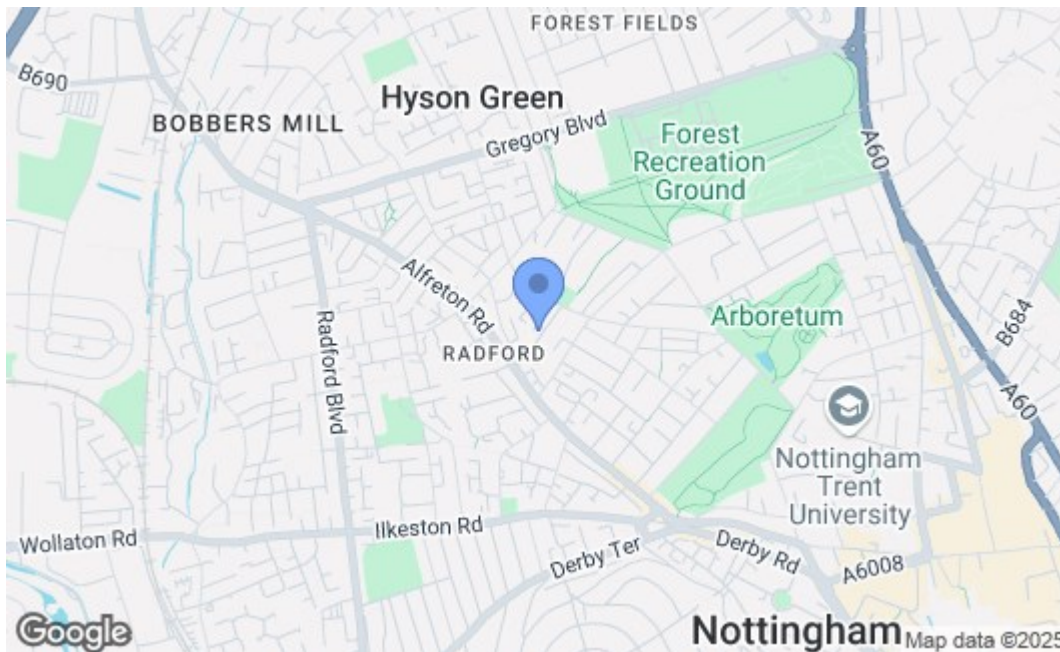 FOREST FIELDS
B690
Hyson Green
BOBBERS MILL
Gregory Blvd
Forest
Recreation
Ground
A60
Alfreton Rd
Arboretum
B684
RADFORD
Radford Blvd
A60
Nottingham
Trent
University
Ilkeston Rd
Wollaton Rd
Derby Ter
Derby Rd
A6008
Google
Nottingham
Map data ©2025